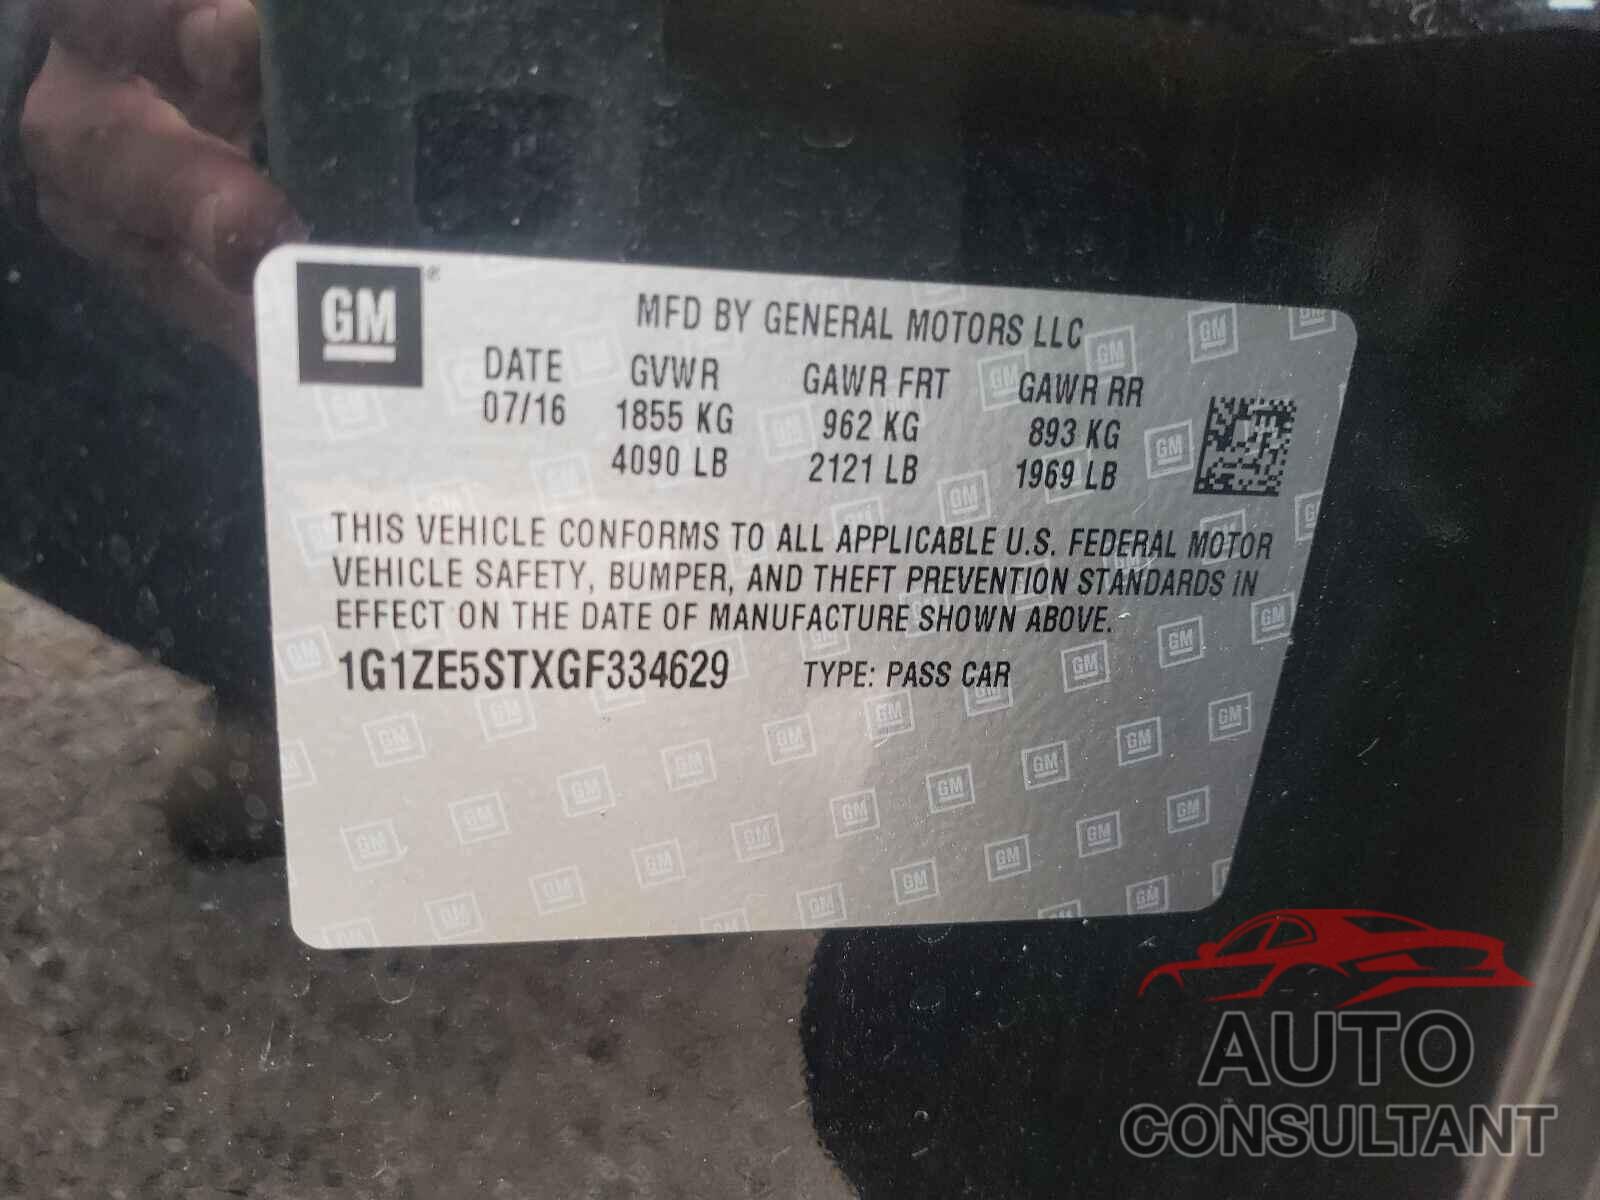 GM®
MFD BY GENERAL MOTORS LLC
DATE GVWR GAWR FRT GAWR RR
07/16 1855 KG 962 KG 893 KG
4090 LB 2121 LB 1969 LB
THIS VEHICLE CONFORMS TO ALL APPLICABLE U.S. FEDERAL MOTOR
VEHICLE SAFETY, BUMPER, AND THEFT PREVENTION STANDARDS IN
EFFECT ON THE DATE OF MANUFACTURE SHOWN ABOVE.
1G1ZE5STXGF334629 TYPE: PASS CAR
AUTO
CONSULTANT